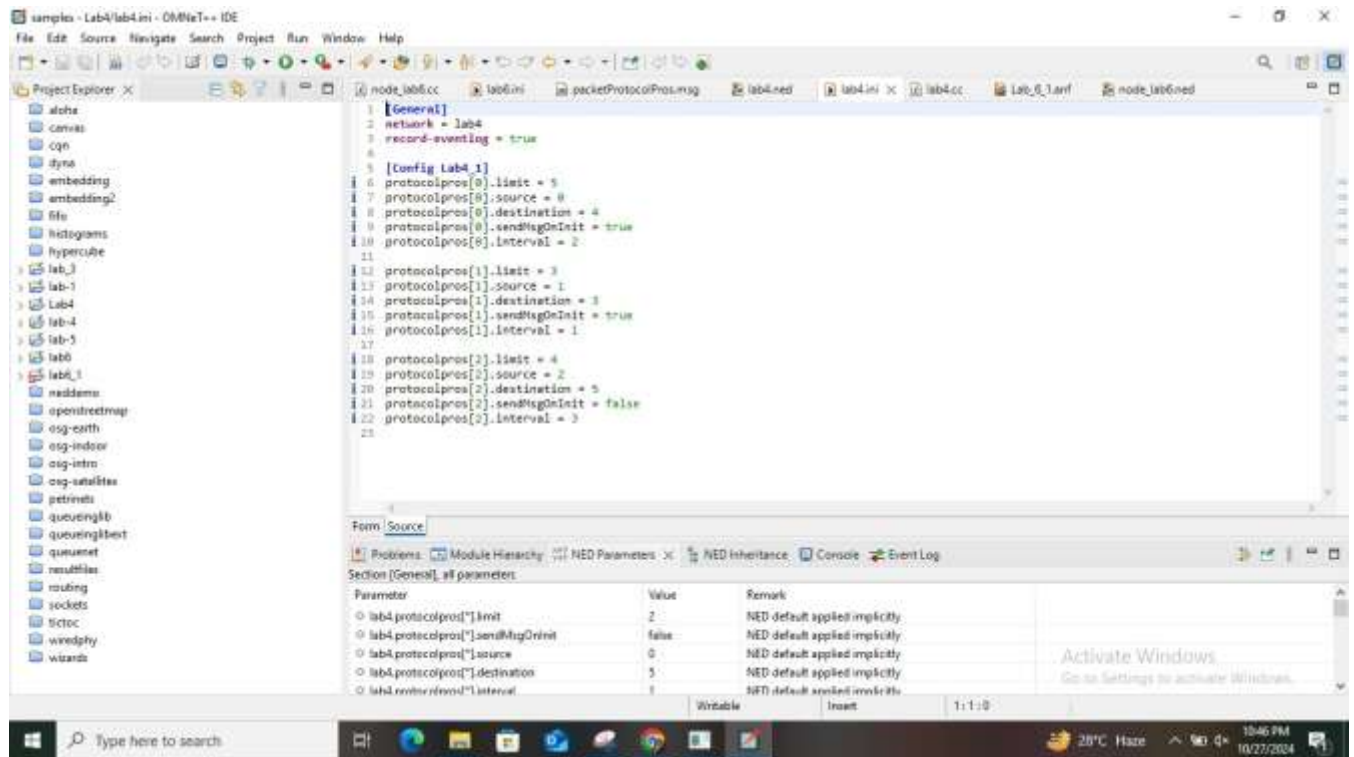 samples - Lab4/lab4.ini - OMNeT++ IDE
File Edit Source Navigate Search Project Run Window Help
Project Explorer
node_lab6.cc lab6.ini packetProtocolPros.msg lab4.ned lab4.ini lab4.cc Lab_6_1.anf node_lab6.ned
aloha
canvas
cqn
dyna
embedding
embedding2
fifo
histograms
hypercube
lab_3
lab-1
Lab4
lab-4
lab-5
lab6
lab6_1
neddemo
openstreetmap
osg-earth
osg-indoor
osg-intro
osg-satellites
petrinets
queueinglib
queueinglibext
queuenet
resultfiles
routing
sockets
tictoc
wiredphy
wizards
1 [General]
2 network = lab4
3 record-eventlog = true
4
5 [Config Lab4_1]
6 protocolpros[0].limit = 5
7 protocolpros[0].source = 0
8 protocolpros[0].destination = 4
9 protocolpros[0].sendMsgOnInit = true
10 protocolpros[0].interval = 2
11
12 protocolpros[1].limit = 3
13 protocolpros[1].source = 1
14 protocolpros[1].destination = 3
15 protocolpros[1].sendMsgOnInit = true
16 protocolpros[1].interval = 1
17
18 protocolpros[2].limit = 4
19 protocolpros[2].source = 2
20 protocolpros[2].destination = 5
21 protocolpros[2].sendMsgOnInit = false
22 protocolpros[2].interval = 3
23
Form Source
Problems Module Hierarchy NED Parameters NED Inheritance Console Event Log
Section [General], all parameters:
Parameter Value Remark
lab4.protocolpros[*].limit 2 NED default applied implicitly
lab4.protocolpros[*].sendMsgOnInit false NED default applied implicitly
lab4.protocolpros[*].source 0 NED default applied implicitly
lab4.protocolpros[*].destination 5 NED default applied implicitly
lab4.protocolpros[*].interval 1 NED default applied implicitly
Activate Windows
Go to Settings to activate Windows.
Writable Insert 1:1:0
Type here to search
28°C Haze
10:46 PM
10/27/2024